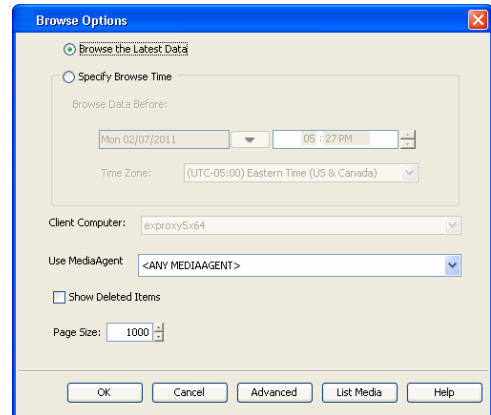 Browse Options
Browse the Latest Data
Specify Browse Time
Browse Data Before:
Mon 02/07/2011 05 : 27 PM
Time Zone: (UTC-05:00) Eastern Time (US & Canada)
Client Computer: exproxy5x64
Use MediaAgent <ANY MEDIAAGENT>
Show Deleted Items
Page Size: 1000
OK Cancel Advanced List Media Help